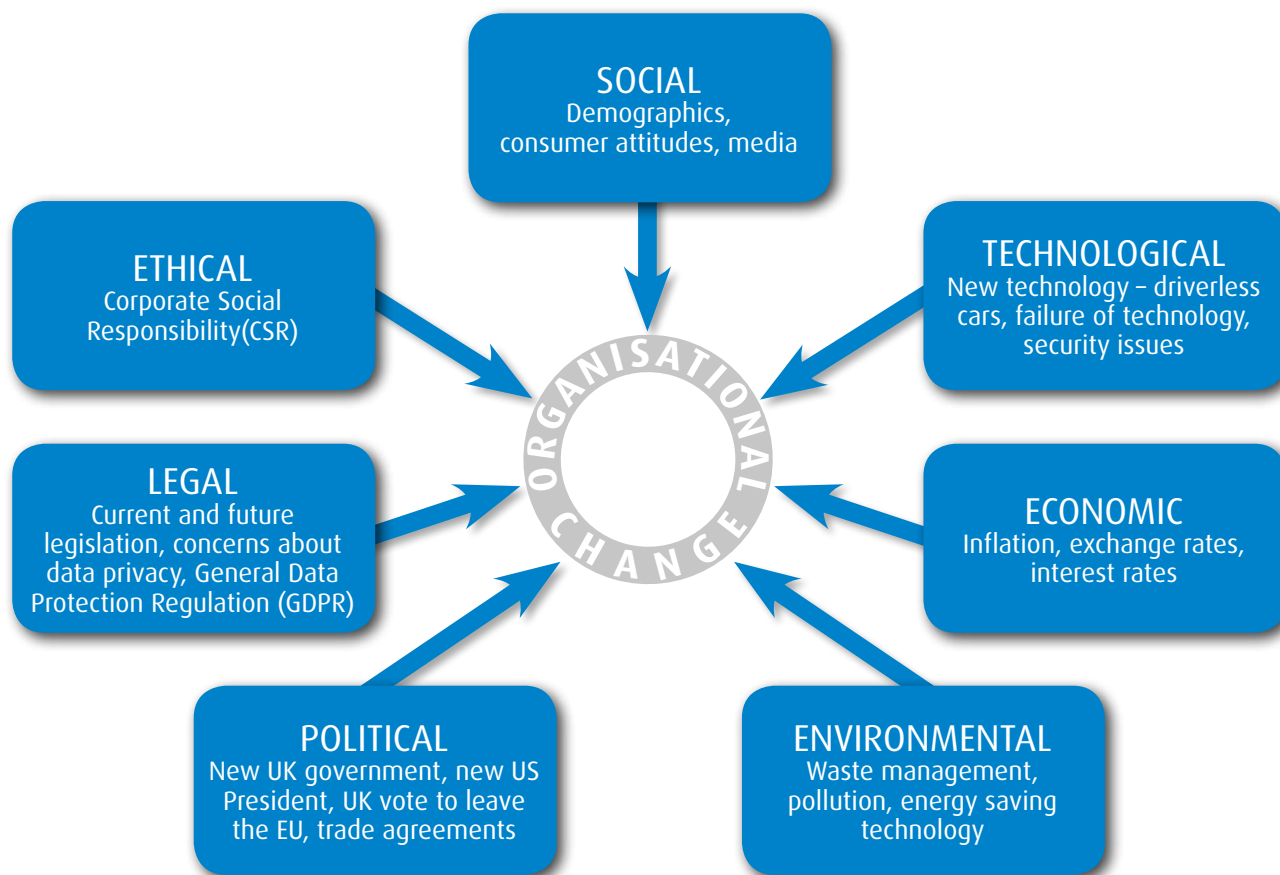 SOCIAL
Demographics,
consumer attitudes, media
ETHICAL
Corporate Social
Responsibility(CSR)
TECHNOLOGICAL
New technology – driverless
cars, failure of technology,
security issues
ORGANISATIONAL
CHANGE
LEGAL
Current and future
legislation, concerns about
data privacy, General Data
Protection Regulation (GDPR)
ECONOMIC
Inflation, exchange rates,
interest rates
POLITICAL
New UK government, new US
President, UK vote to leave
the EU, trade agreements
ENVIRONMENTAL
Waste management,
pollution, energy saving
technology